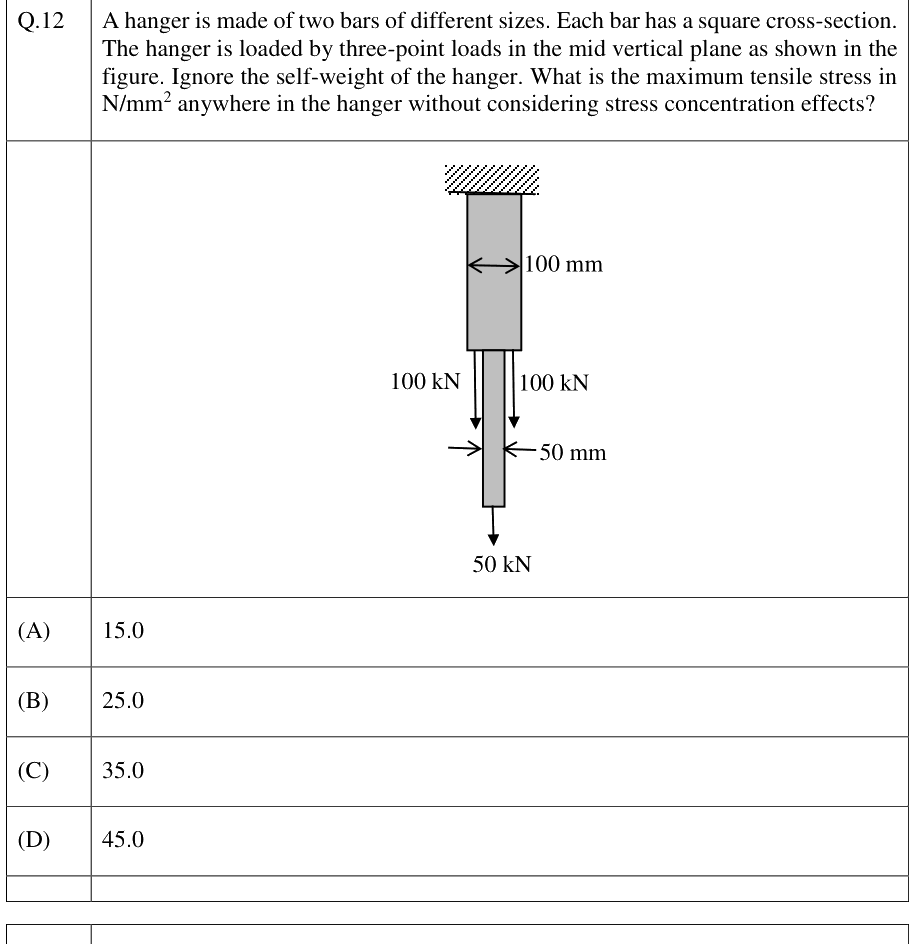 Q.12
A hanger is made of two bars of different sizes. Each bar has a square cross-section.
The hanger is loaded by three-point loads in the mid vertical plane as shown in the
figure. Ignore the self-weight of the hanger. What is the maximum tensile stress in
N/mm² anywhere in the hanger without considering stress concentration effects?
100 mm
100 kN
100 kN
50 mm
50 kN
(A) 15.0
(B) 25.0
(C) 35.0
(D) 45.0